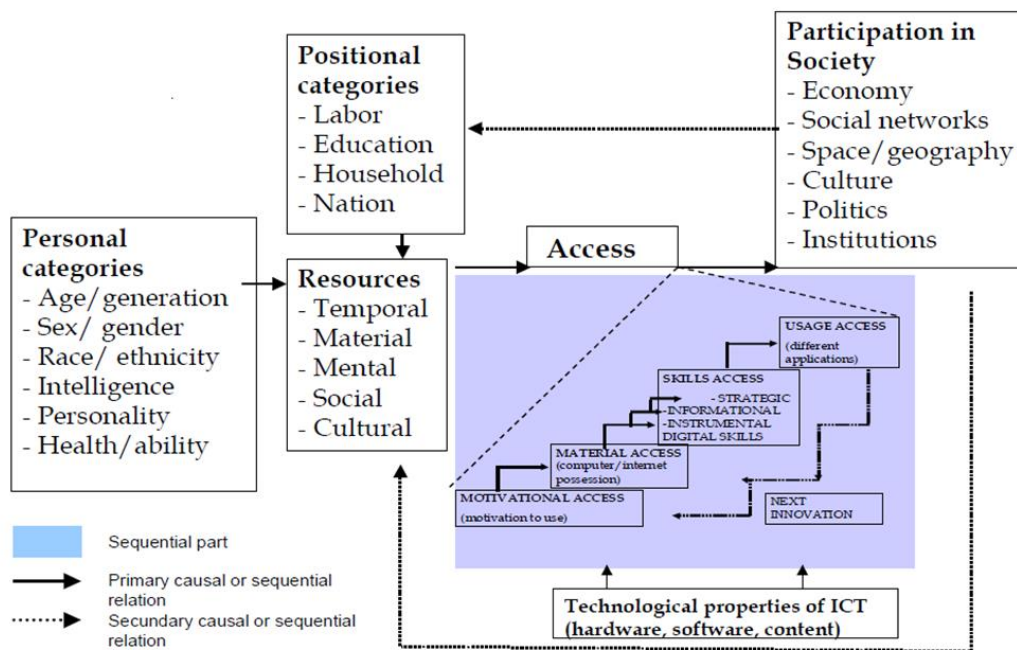 Positional
categories
- Labor
- Education
- Household
- Nation
Participation in
Society
- Economy
- Social networks
- Space/geography
- Culture
- Politics
- Institutions
Personal
categories
- Age/generation
- Sex/ gender
- Race/ ethnicity
- Intelligence
- Personality
- Health/ability
Resources
- Temporal
- Material
- Mental
- Social
- Cultural
Access
USAGE ACCESS
(different
applications)
SKILLS ACCESS
- STRATEGIC
-INFORMATIONAL
-INSTRUMENTAL
DIGITAL SKILLS
MATERIAL ACCESS
(computer/internet
possession)
MOTIVATIONAL ACCESS
(motivation to use)
NEXT
INNOVATION
Technological properties of ICT
(hardware, software, content)
Sequential part
Primary causal or sequential
relation
Secundary causal or sequential
relation